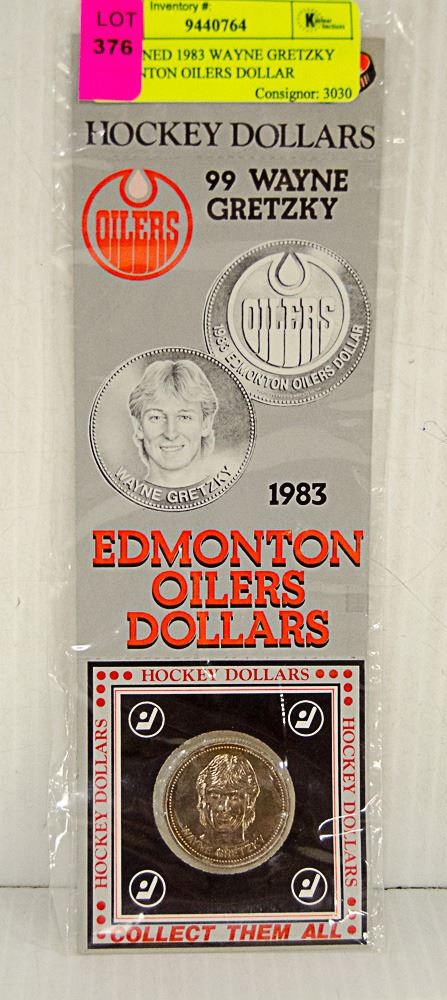 LOT
376
Inventory #:
9440764
NED 1983 WAYNE GRETZKY
NTON OILERS DOLLAR
Consignor: 3030
HOCKEY DOLLARS
OILERS
99 WAYNE
GRETZKY
OILERS
1983 EDMONTON OILERS DOLLAR
WAYNE GRETZKY
1983
EDMONTON
OILERS
DOLLARS
HOCKEY DOLLARS
HOCKEY DOLLARS
HOCKEY DOLLARS
WAYNE GRETZKY
COLLECT THEM ALL